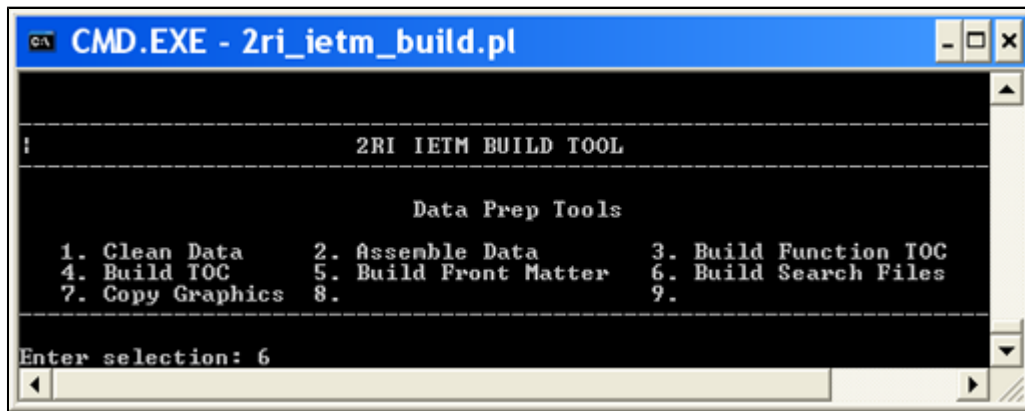 CMD.EXE - 2ri_ietm_build.pl
2RI IETM BUILD TOOL
Data Prep Tools
1. Clean Data 2. Assemble Data 3. Build Function TOC
4. Build TOC 5. Build Front Matter 6. Build Search Files
7. Copy Graphics 8. 9.
Enter selection: 6